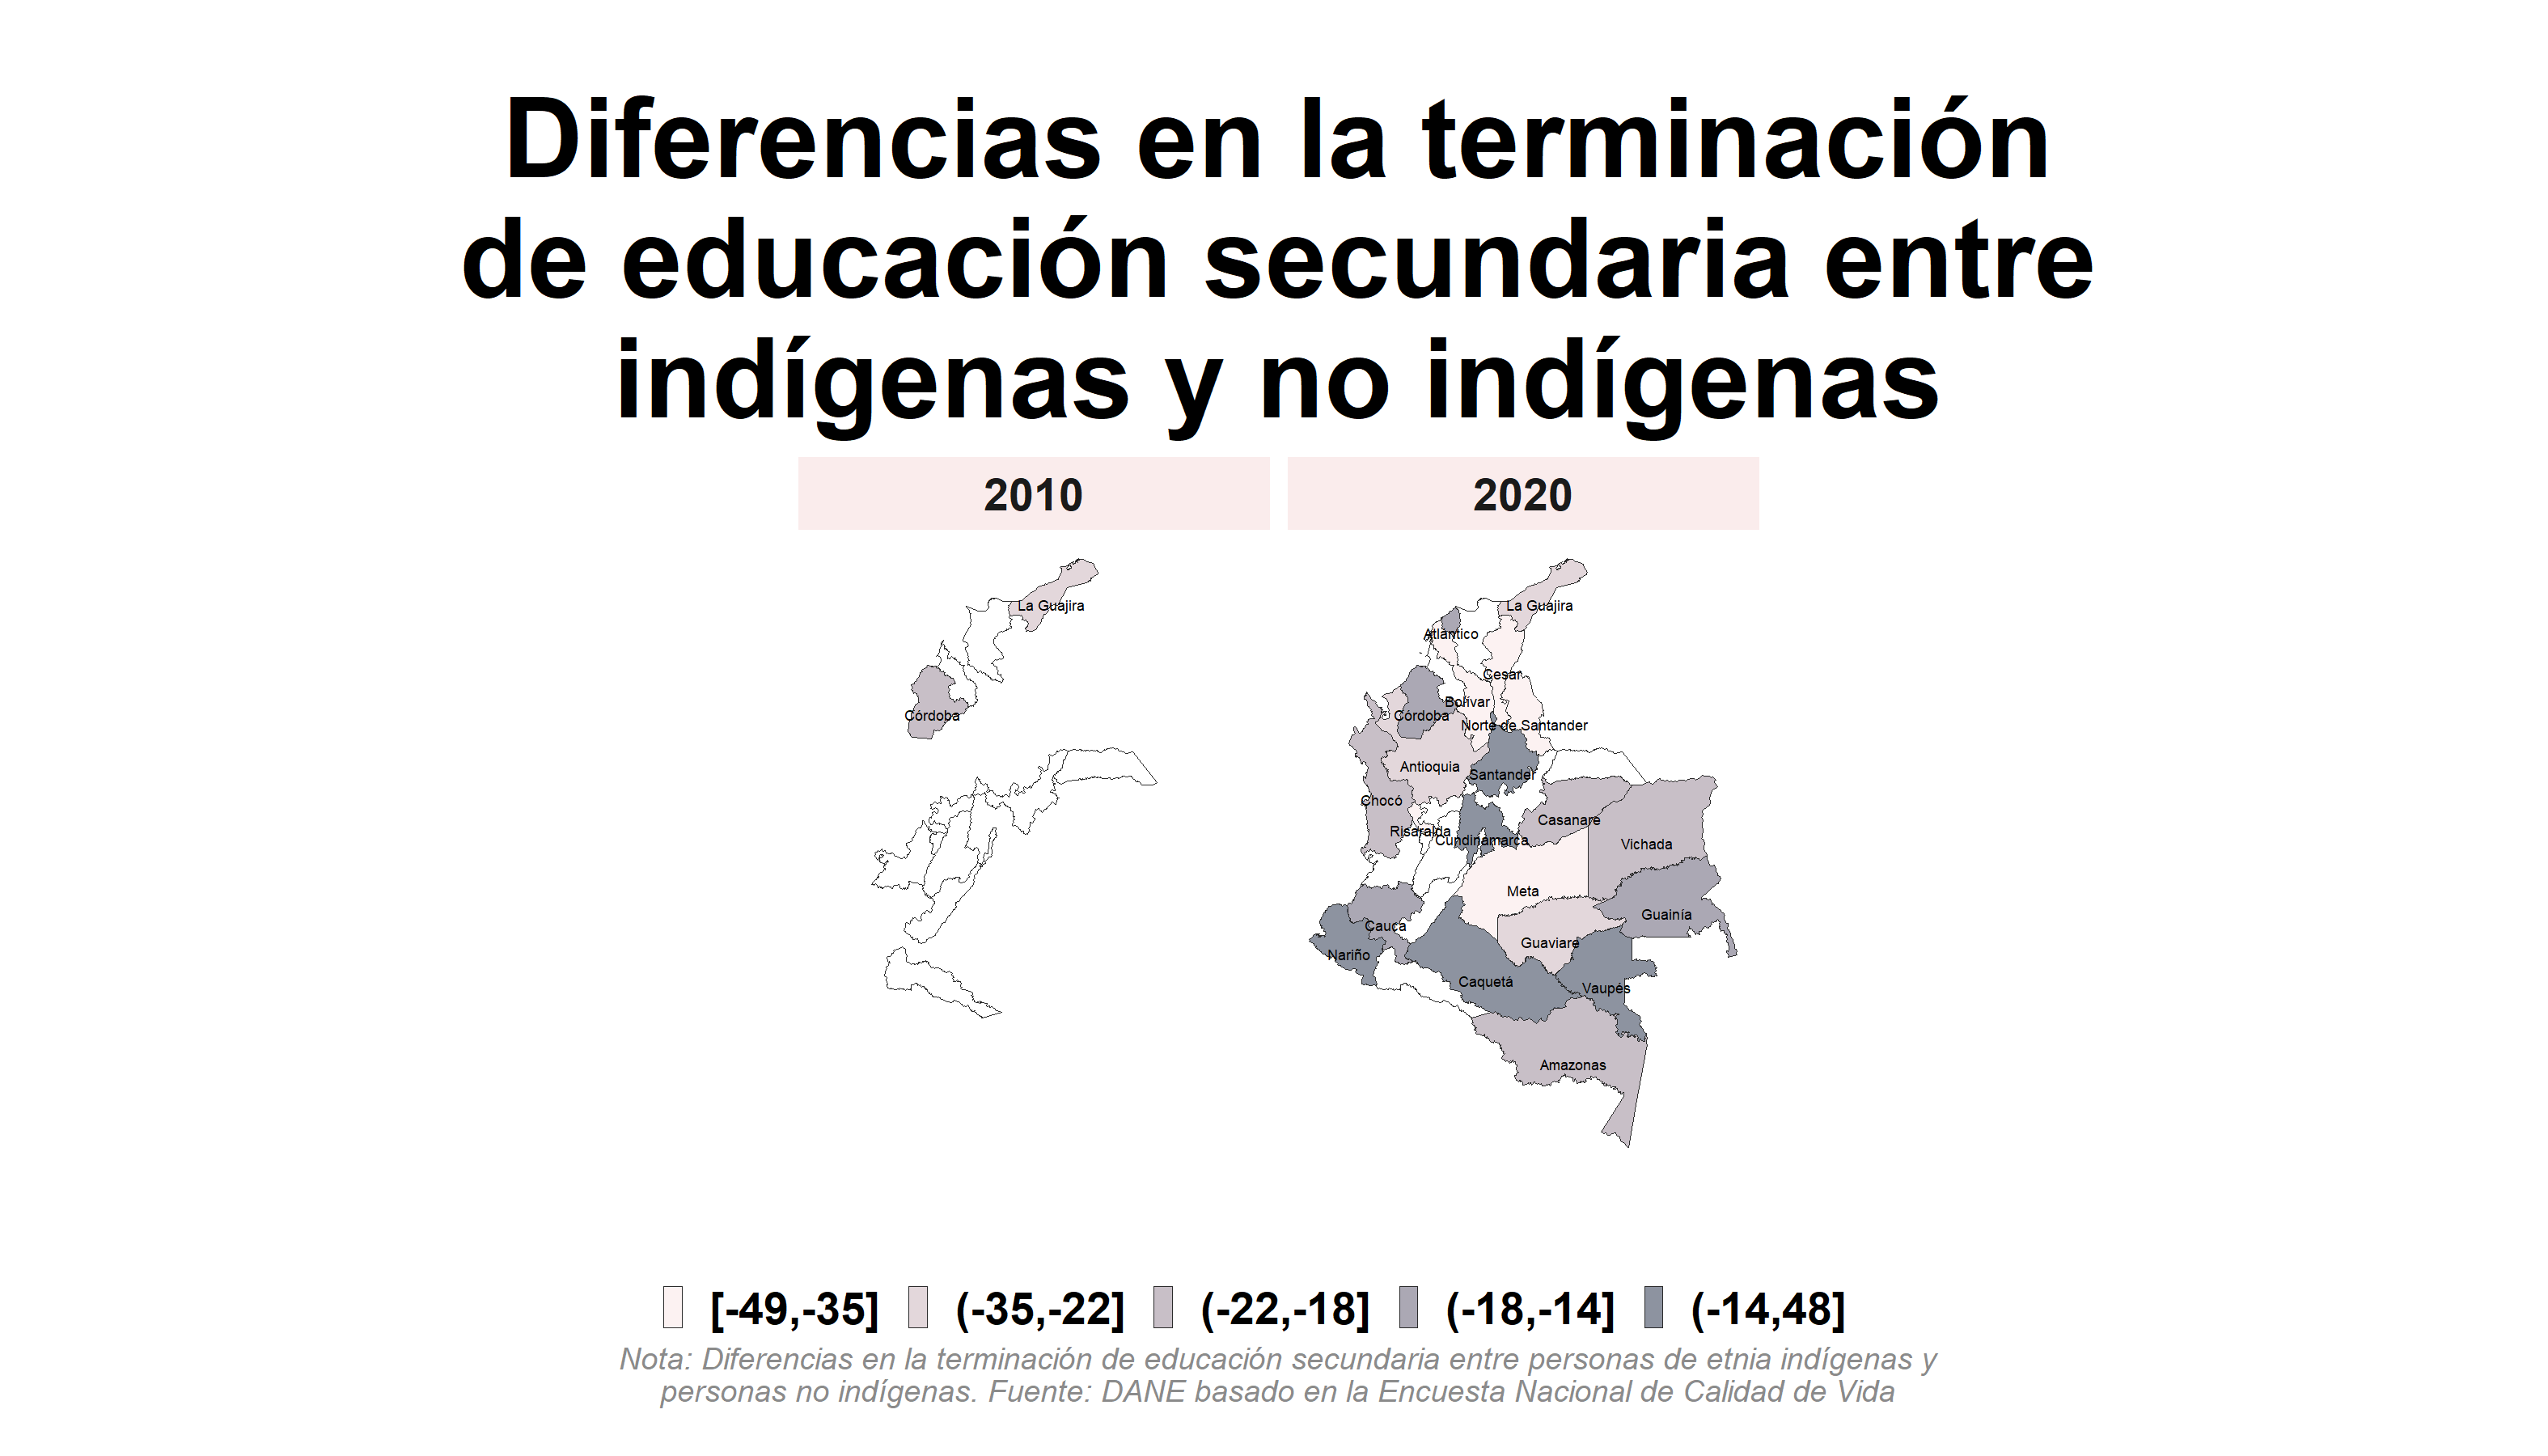 Diferencias en la terminación
de educación secundaria entre
indígenas y no indígenas
2010
2020
La Guajira
Córdoba
La Guajira
Atlántico
Cesar
Bolívar
Córdoba
Norte de Santander
Antioquia
Santander
Chocó
Casanare
Risaralda
Cundinamarca
Vichada
Meta
Guainía
Cauca
Guaviare
Nariño
Caquetá
Vaupés
Amazonas
[-49,-35] (-35,-22] (-22,-18] (-18,-14] (-14,48]
Nota: Diferencias en la terminación de educación secundaria entre personas de etnia indígenas y
personas no indígenas. Fuente: DANE basado en la Encuesta Nacional de Calidad de Vida